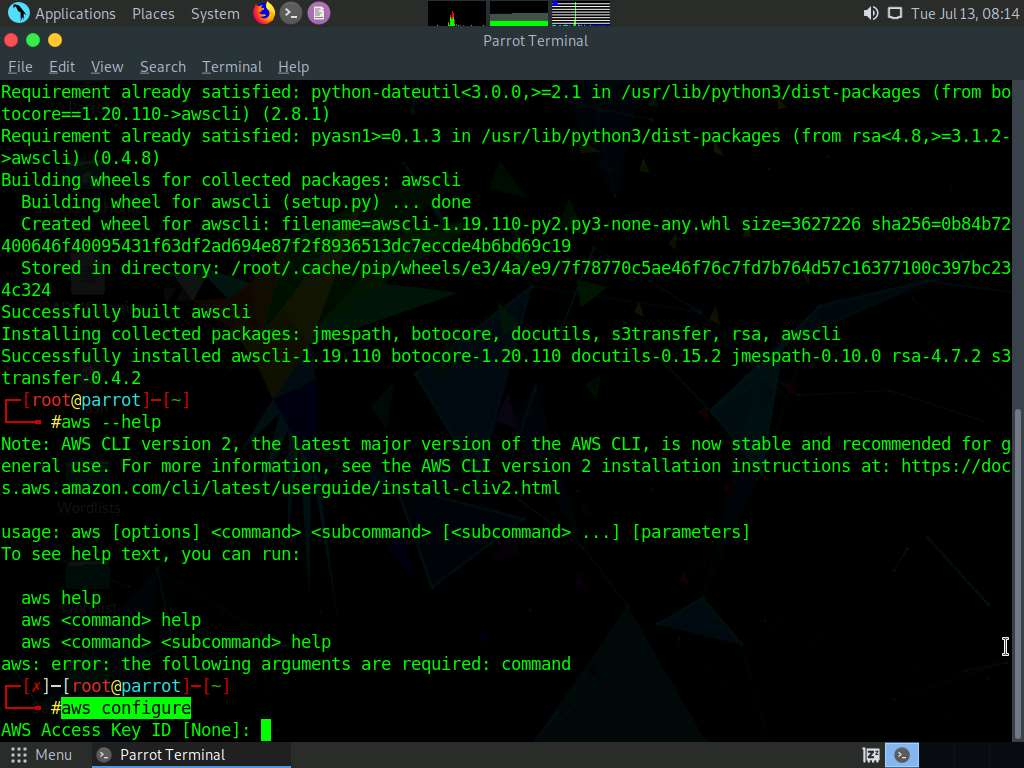 Applications Places System Tue Jul 13, 08:14
Parrot Terminal
File Edit View Search Terminal Help
Requirement already satisfied: python-dateutil<3.0.0,>=2.1 in /usr/lib/python3/dist-packages (from bo
tocore==1.20.110->awscli) (2.8.1)
Requirement already satisfied: pyasn1>=0.1.3 in /usr/lib/python3/dist-packages (from rsa<4.8,>=3.1.2-
>awscli) (0.4.8)
Building wheels for collected packages: awscli
  Building wheel for awscli (setup.py) ... done
  Created wheel for awscli: filename=awscli-1.19.110-py2.py3-none-any.whl size=3627226 sha256=0b84b72
400646f40095431f63df2ad694e87f2f8936513dc7eccde4b6bd69c19
  Stored in directory: /root/.cache/pip/wheels/e3/4a/e9/7f78770c5ae46f76c7fd7b764d57c16377100c397bc23
4c324
Successfully built awscli
Installing collected packages: jmespath, botocore, docutils, s3transfer, rsa, awscli
Successfully installed awscli-1.19.110 botocore-1.20.110 docutils-0.15.2 jmespath-0.10.0 rsa-4.7.2 s3
transfer-0.4.2
┌─[root@parrot]─[~]
└──╼ #aws --help
Note: AWS CLI version 2, the latest major version of the AWS CLI, is now stable and recommended for g
eneral use. For more information, see the AWS CLI version 2 installation instructions at: https://doc
s.aws.amazon.com/cli/latest/userguide/install-cliv2.html
Wordlists
usage: aws [options] <command> <subcommand> [<subcommand> ...] [parameters]
To see help text, you can run:
  aws help
  aws <command> help
  aws <command> <subcommand> help
aws: error: the following arguments are required: command
┌─[✗]─[root@parrot]─[~]
└──╼ #aws configure
AWS Access Key ID [None]:
Menu Parrot Terminal